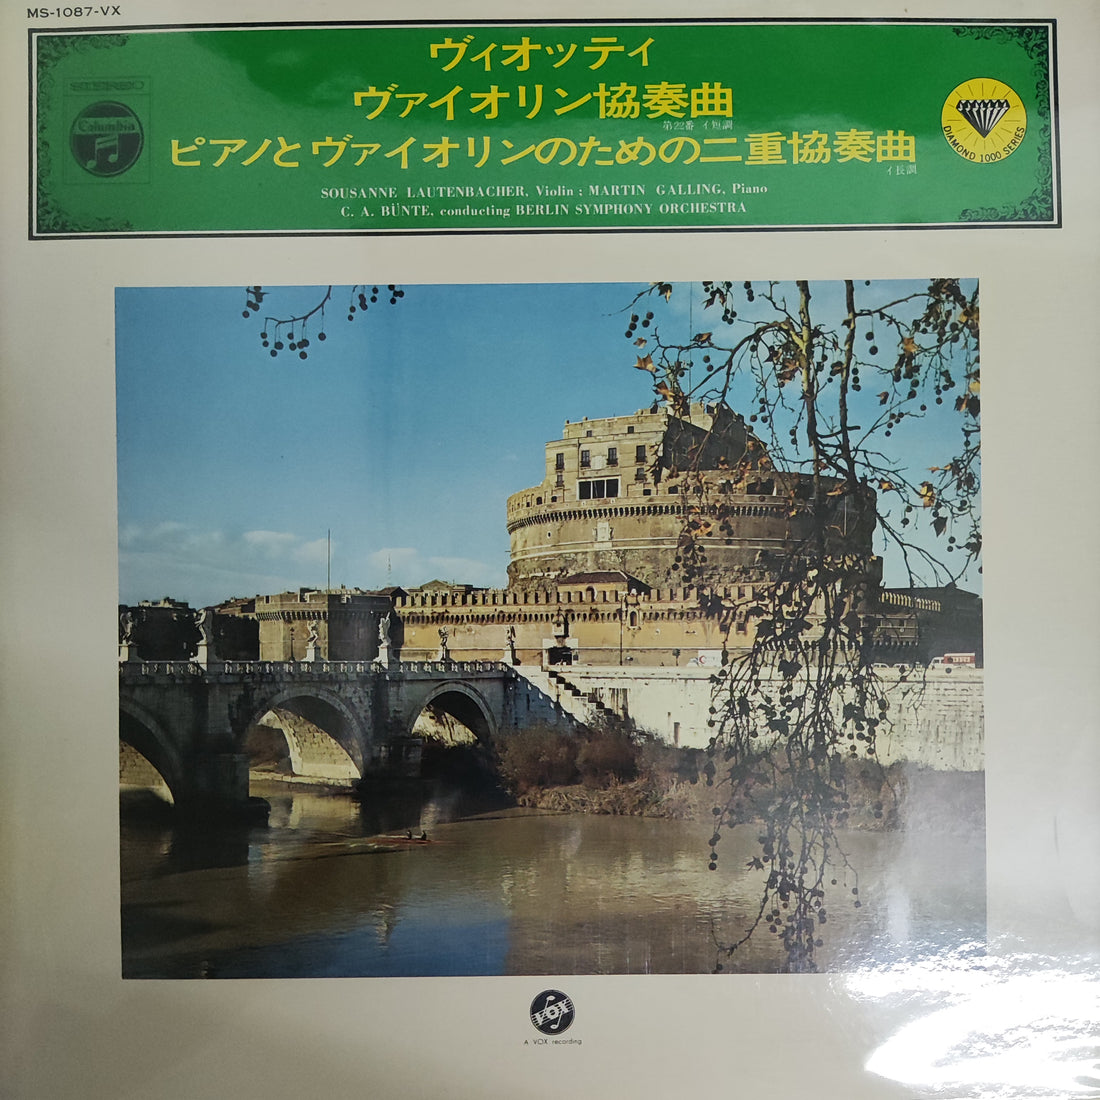 MS-1087-VX
ヴィオッティ
ヴァイオリン協奏曲
第22番 イ短調
ピアノとヴァイオリンのための二重協奏曲
イ長調
SOUSANNE LAUTENBACHER, Violin ; MARTIN GALLING, Piano
C. A. BÜNTE, conducting BERLIN SYMPHONY ORCHESTRA
STEREO
Columbia
DIAMOND 1000 SERIES
VOX
A VOX recording